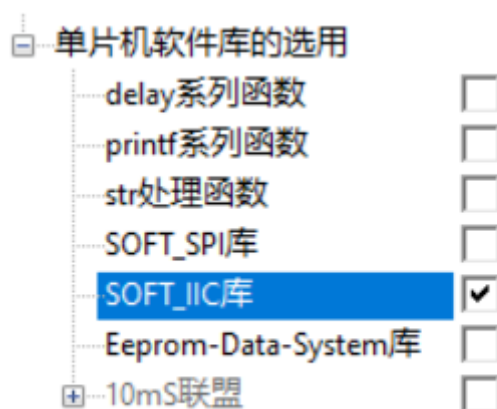 单片机软件库的选用
delay系列函数
printf系列函数
str处理函数
SOFT_SPI库
SOFT_IIC库
Eeprom-Data-System库
10mS联盟